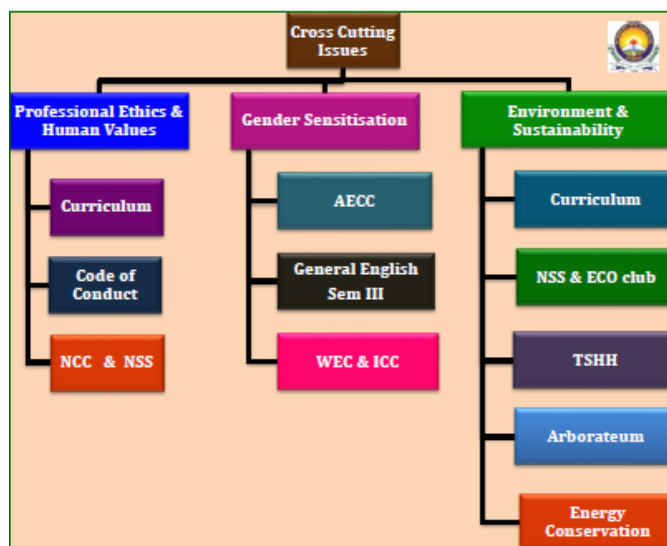 Cross Cutting
Issues
Professional Ethics &
Human Values
Curriculum
Code of
Conduct
NCC & NSS
Gender Sensitisation
AECC
General English
Sem III
WEC & ICC
Environment &
Sustainability
Curriculum
NSS & ECO club
TSHH
Arborateum
Energy
Conservation